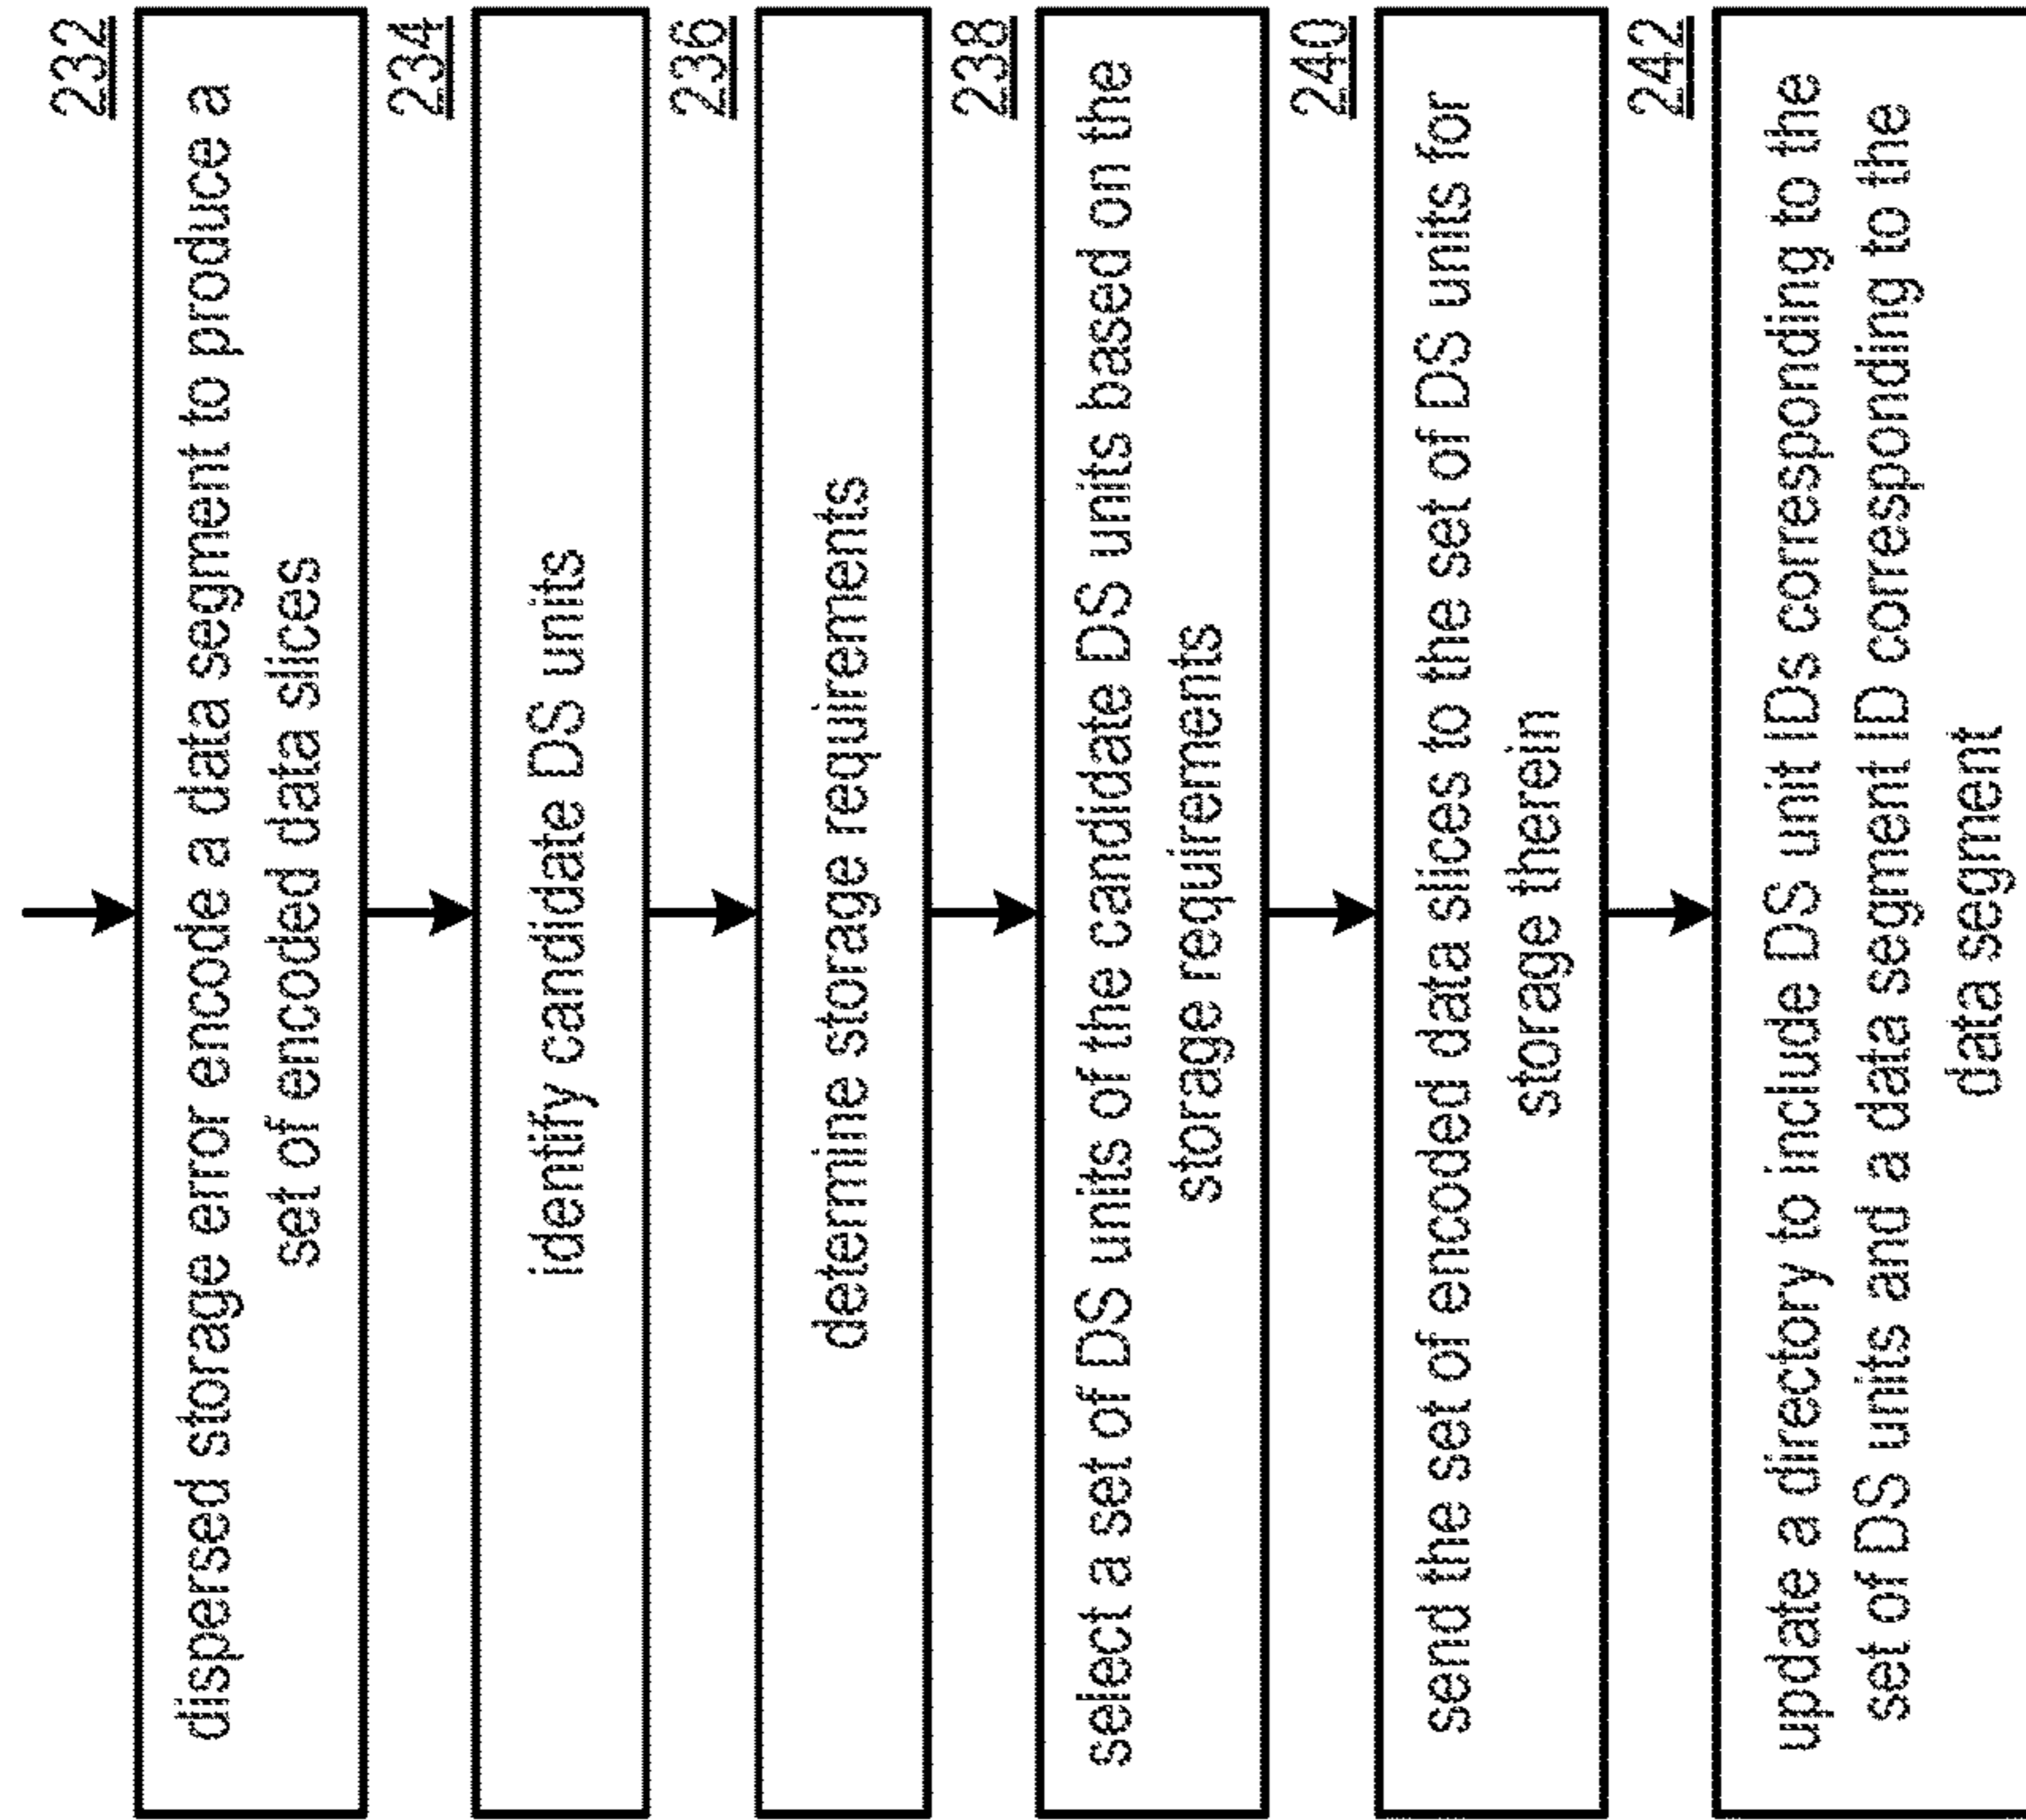 232
dispersed storage error encode a data segment to produce a
set of encoded data slices
234
identify candidate DS units
236
determine storage requirements
238
select a set of DS units of the candidate DS units based on the
storage requirements
240
send the set of encoded data slices to the set of DS units for
storage therein
242
update a directory to include DS unit IDs corresponding to the
set of DS units and a data segment ID corresponding to the
data segment